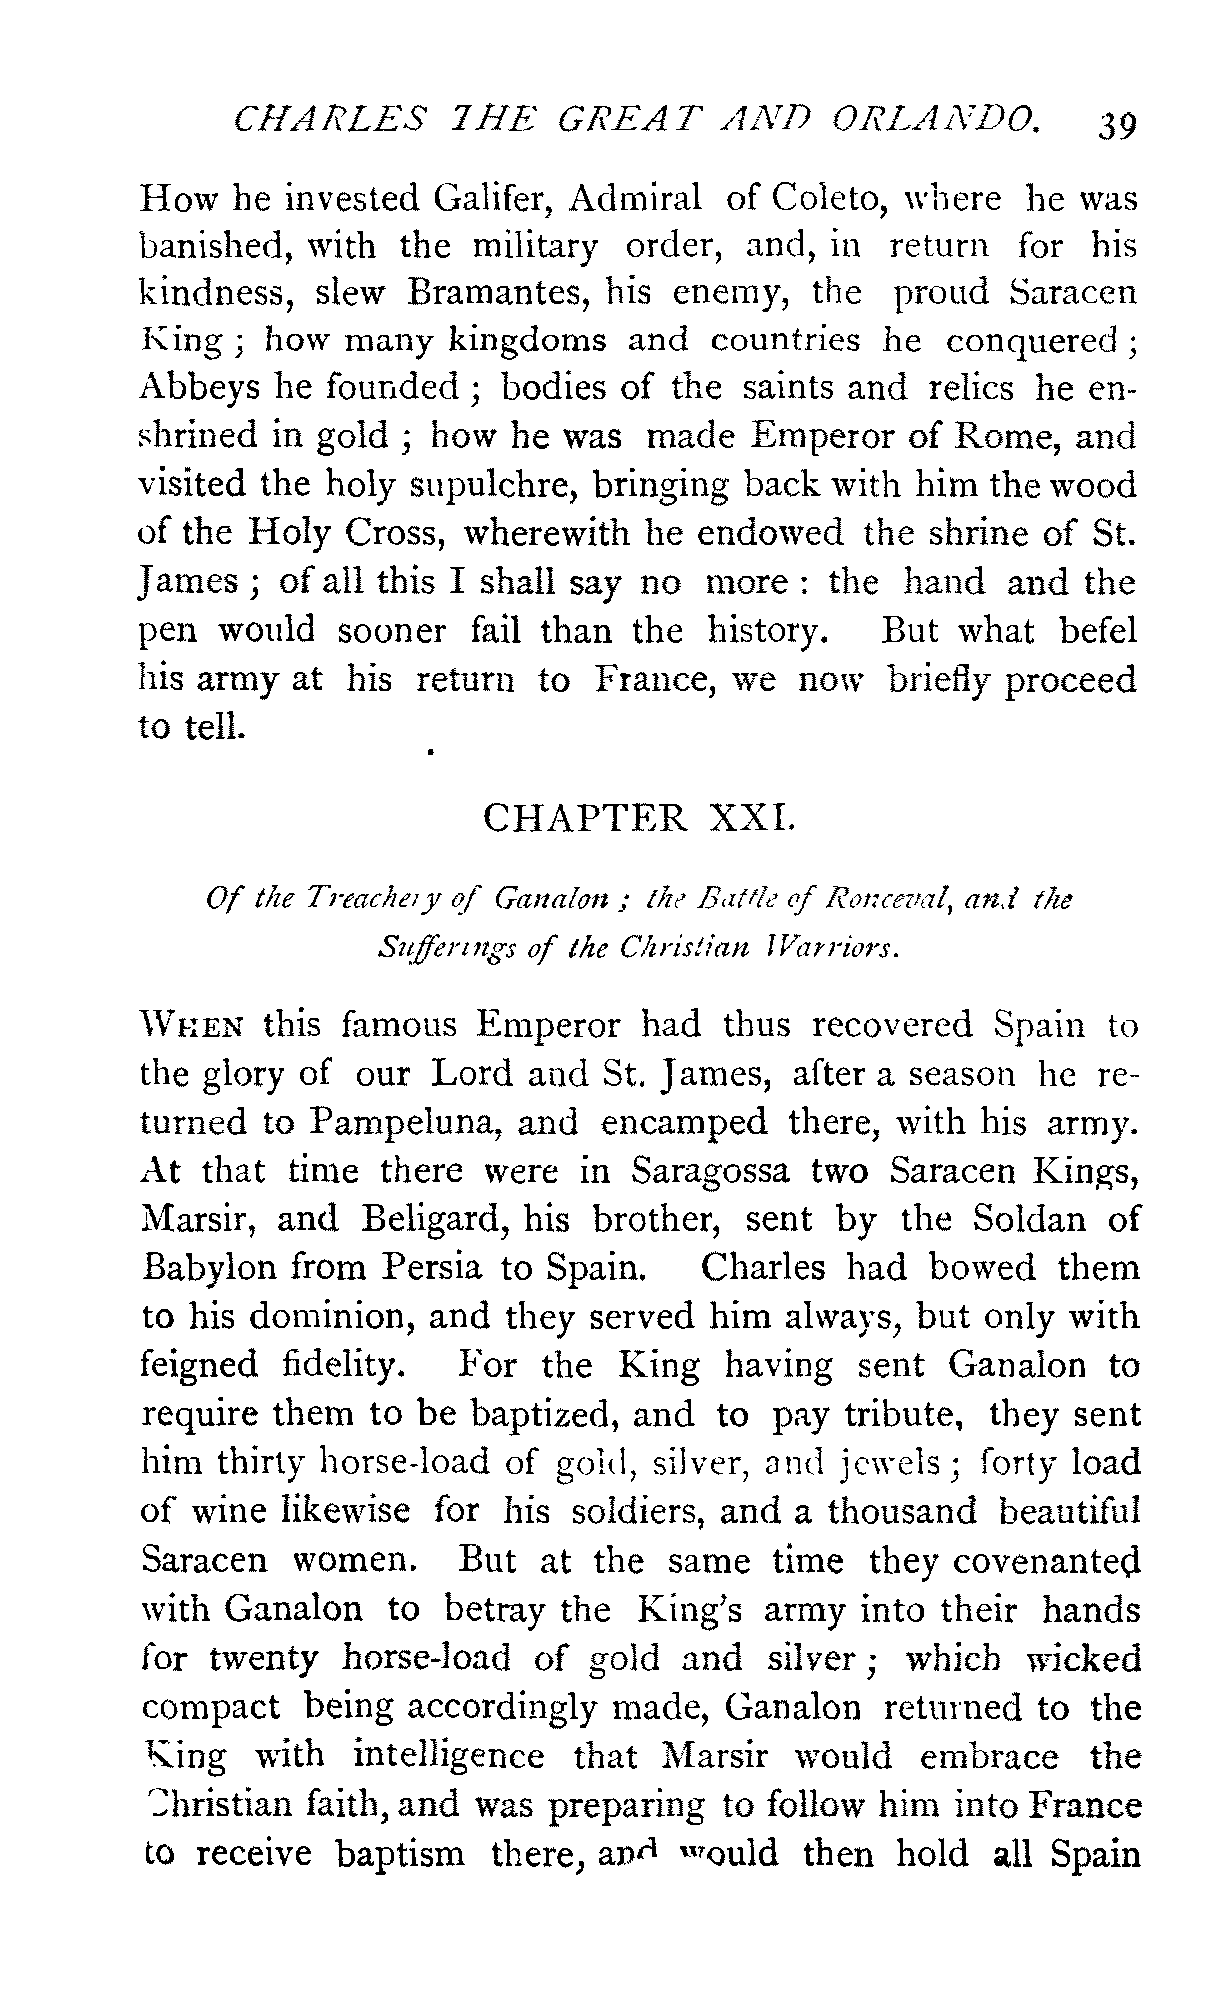 CHARLES THE GREAT AND ORLANDO. 39
How he invested Galifer, Admiral of Coleto, where he was
banished, with the military order, and, in return for his
kindness, slew Bramantes, his enemy, the proud Saracen
King ; how many kingdoms and countries he conquered ;
Abbeys he founded ; bodies of the saints and relics he en-
shrined in gold ; how he was made Emperor of Rome, and
visited the holy supulchre, bringing back with him the wood
of the Holy Cross, wherewith he endowed the shrine of St.
James ; of all this I shall say no more : the hand and the
pen would sooner fail than the history. But what befel
his army at his return to France, we now briefly proceed
to tell.
CHAPTER XXI.
Of the Treachery of Ganalon ; the Battle of Ronceval, and the
Sufferings of the Christian Warriors.
WHEN this famous Emperor had thus recovered Spain to
the glory of our Lord and St. James, after a season he re-
turned to Pampeluna, and encamped there, with his army.
At that time there were in Saragossa two Saracen Kings,
Marsir, and Beligard, his brother, sent by the Soldan of
Babylon from Persia to Spain. Charles had bowed them
to his dominion, and they served him always, but only with
feigned fidelity. For the King having sent Ganalon to
require them to be baptized, and to pay tribute, they sent
him thirty horse-load of gold, silver, and jewels ; forty load
of wine likewise for his soldiers, and a thousand beautiful
Saracen women. But at the same time they covenanted
with Ganalon to betray the King's army into their hands
for twenty horse-load of gold and silver ; which wicked
compact being accordingly made, Ganalon returned to the
King with intelligence that Marsir would embrace the
Christian faith, and was preparing to follow him into France
to receive baptism there, and would then hold all Spain